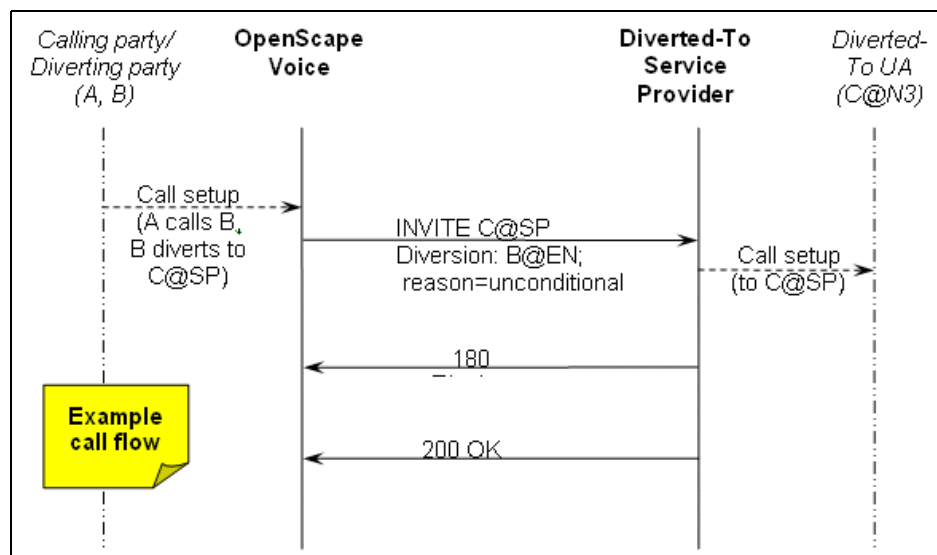 Calling party/
Diverting party
(A, B)
OpenScape
Voice
Diverted-To
Service
Provider
Diverted-
To UA
(C@N3)
Call setup
(A calls B,
B diverts to
C@SP)
INVITE C@SP
Diversion: B@EN;
reason=unconditional
Call setup
(to C@SP)
180
Example
call flow
200 OK